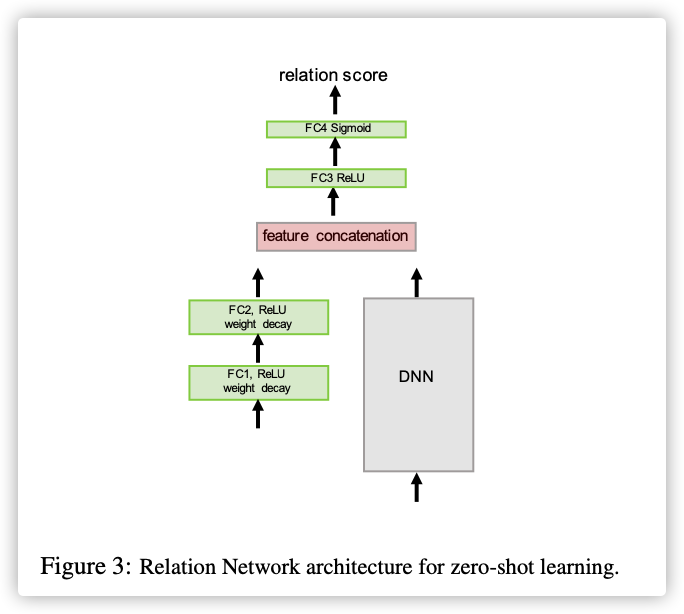 relation score
FC4 Sigmoid
FC3 ReLU
feature concatenation
FC2, ReLU
weight decay
FC1, ReLU
weight decay
DNN
Figure 3: Relation Network architecture for zero-shot learning.